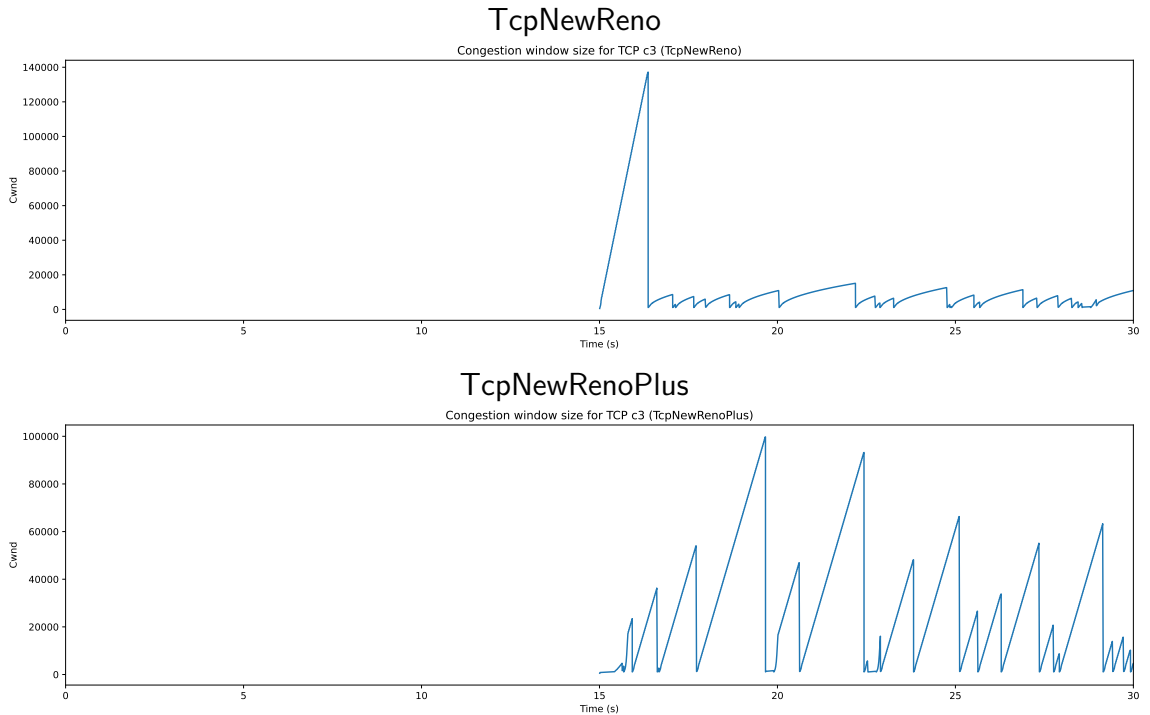 TcpNewReno
Congestion window size for TCP c3 (TcpNewReno)
140000
120000
100000
80000
60000
40000
20000
0
Cwnd
0 5 10 15 20 25 30
Time (s)
TcpNewRenoPlus
Congestion window size for TCP c3 (TcpNewRenoPlus)
100000
80000
60000
40000
20000
0
Cwnd
0 5 10 15 20 25 30
Time (s)